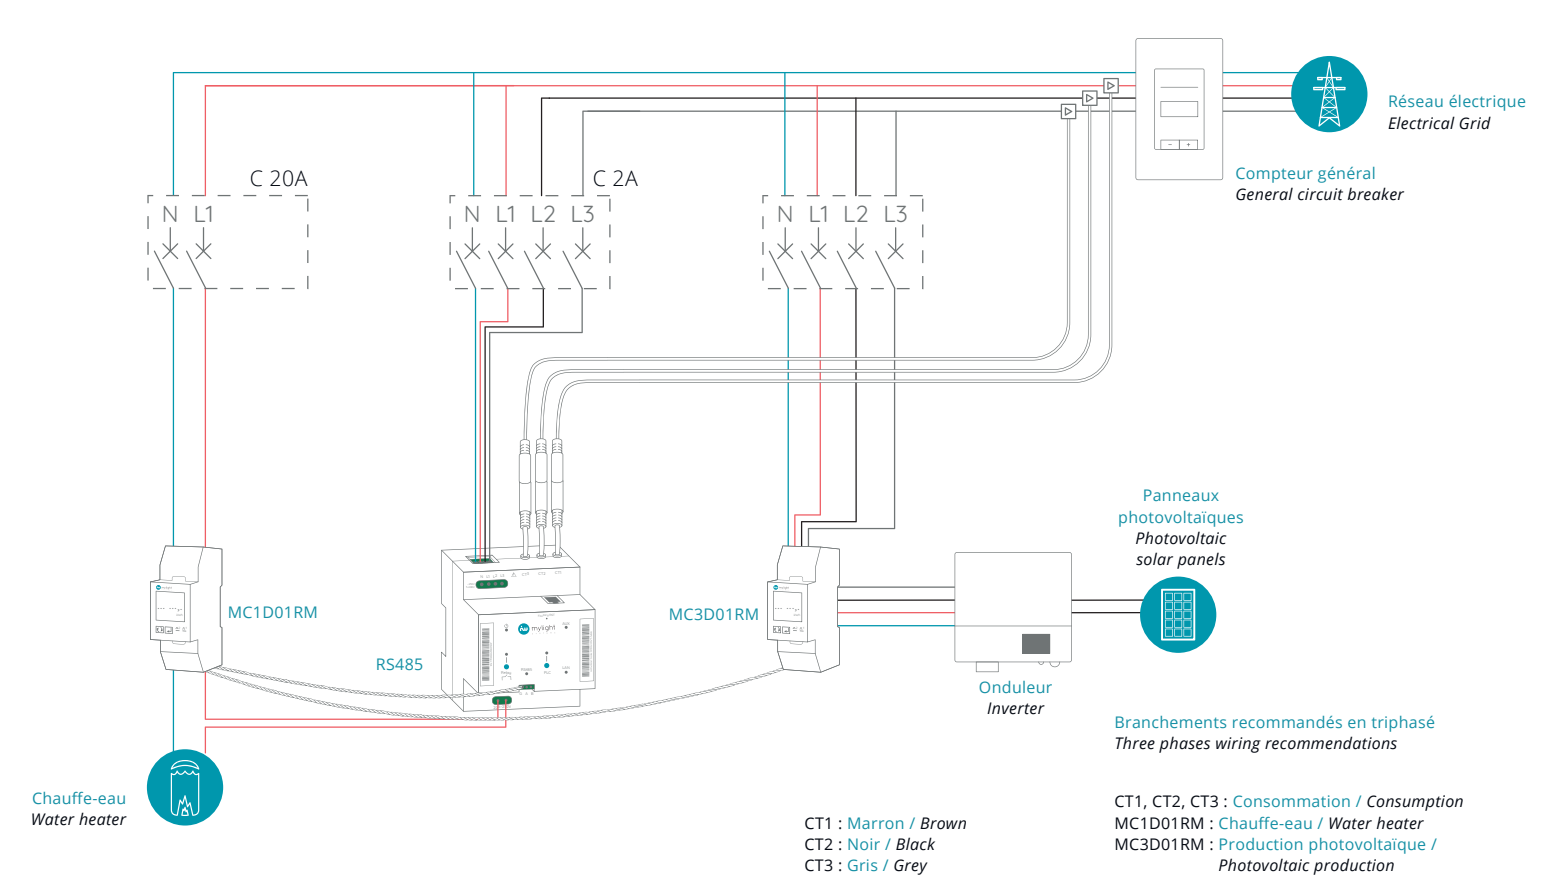 Réseau électrique
Electrical Grid
Compteur général
General circuit breaker
C 20A
C 2A
N L1
N L1 L2 L3
N L1 L2 L3
- +
Panneaux
photovoltaïques
Photovoltaic
solar panels
MC1D01RM
mylight
RS485
mylight
MC3D01RM
mylight
Onduleur
Inverter
Branchements recommandés en triphasé
Three phases wiring recommendations
Chauffe-eau
Water heater
CT1 : Marron / Brown
CT2 : Noir / Black
CT3 : Gris / Grey
CT1, CT2, CT3 : Consommation / Consumption
MC1D01RM : Chauffe-eau / Water heater
MC3D01RM : Production photovoltaïque /
Photovoltaic production